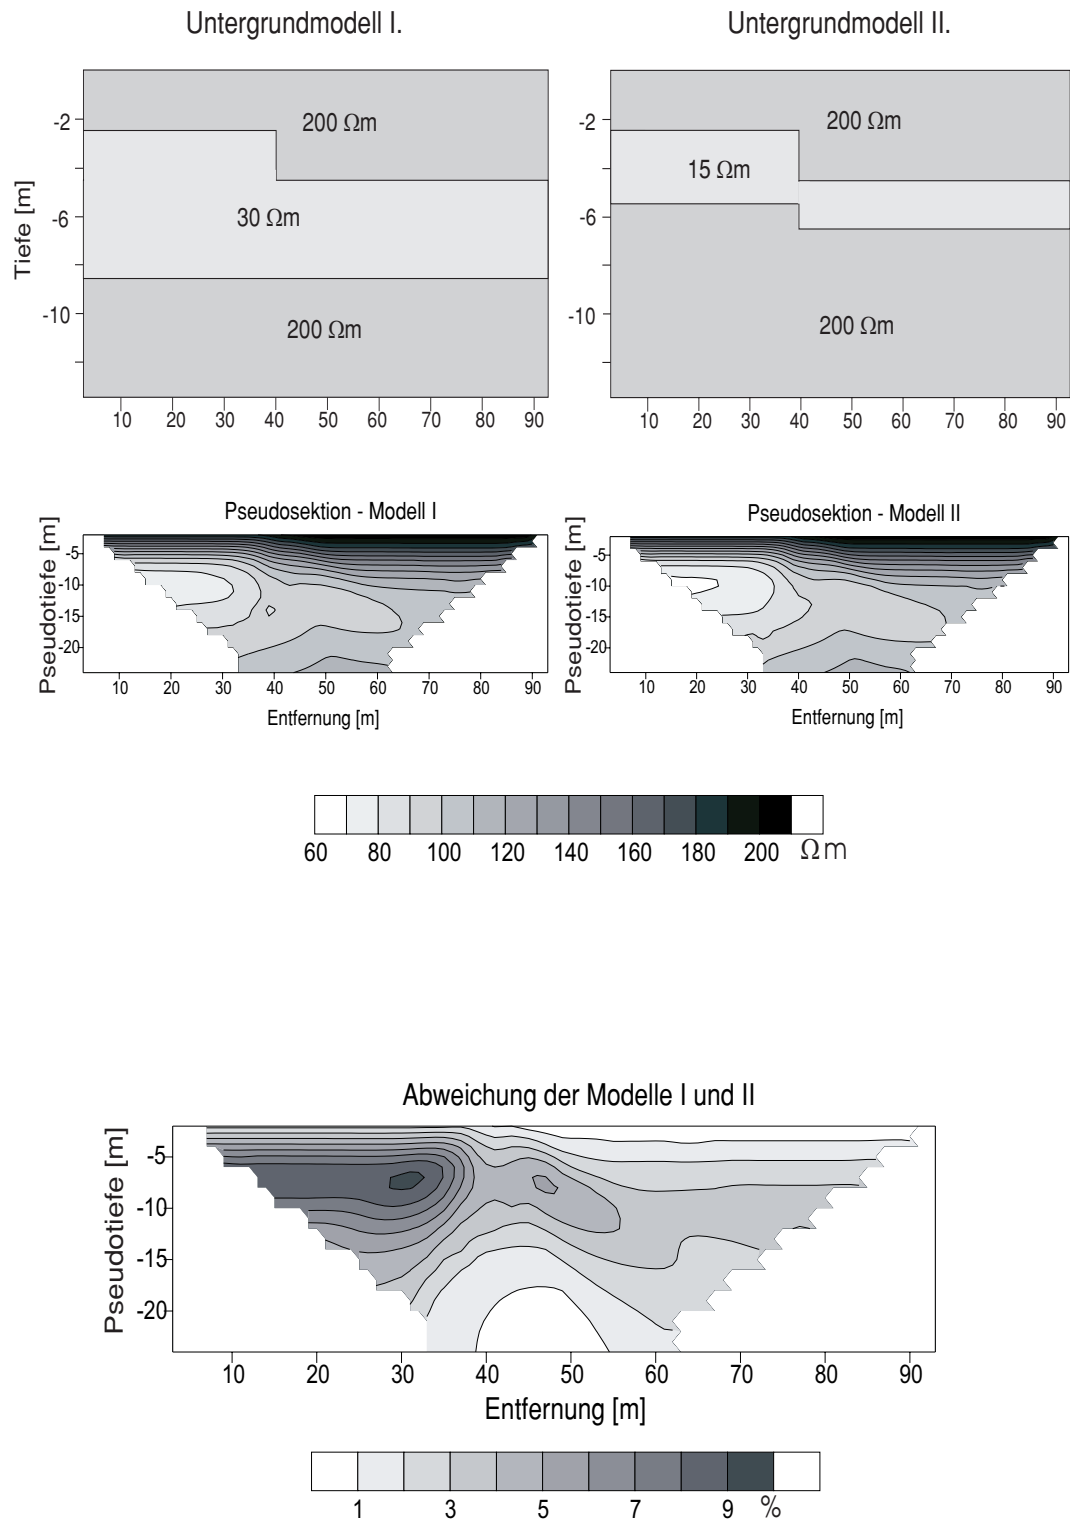 Untergrundmodell I.
Untergrundmodell II.
Tiefe [m]
-2
-6
-10
200 Ωm
30 Ωm
200 Ωm
10 20 30 40 50 60 70 80 90
-2
-6
-10
200 Ωm
15 Ωm
200 Ωm
10 20 30 40 50 60 70 80 90
Pseudosektion - Modell I
Pseudotiefe [m]
-5
-10
-15
-20
10 20 30 40 50 60 70 80 90
Entfernung [m]
Pseudosektion - Modell II
Pseudotiefe [m]
-5
-10
-15
-20
10 20 30 40 50 60 70 80 90
Entfernung [m]
60 80 100 120 140 160 180 200 Ωm
Abweichung der Modelle I und II
Pseudotiefe [m]
-5
-10
-15
-20
10 20 30 40 50 60 70 80 90
Entfernung [m]
1 3 5 7 9 %